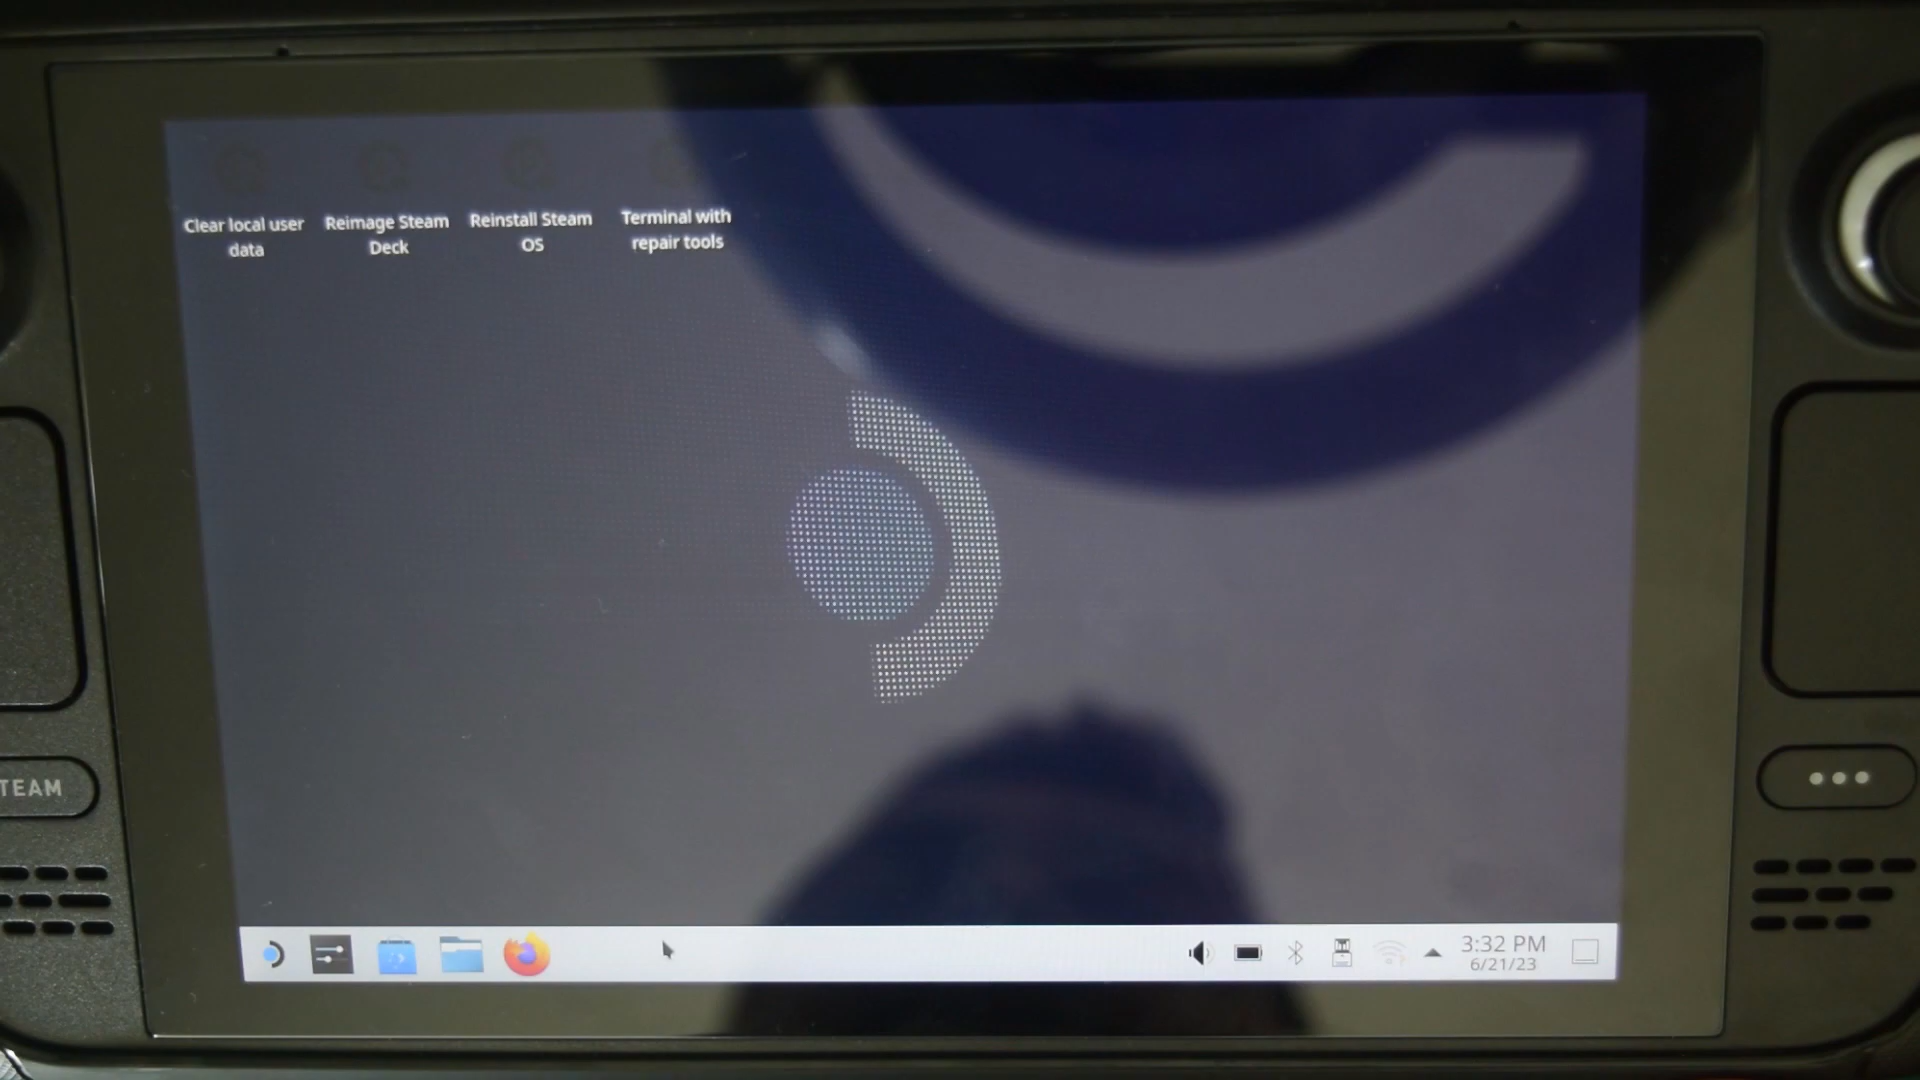 Clear local user
data
Reimage Steam
Deck
Reinstall Steam
OS
Terminal with
repair tools
TEAM
3:32 PM
6/21/23